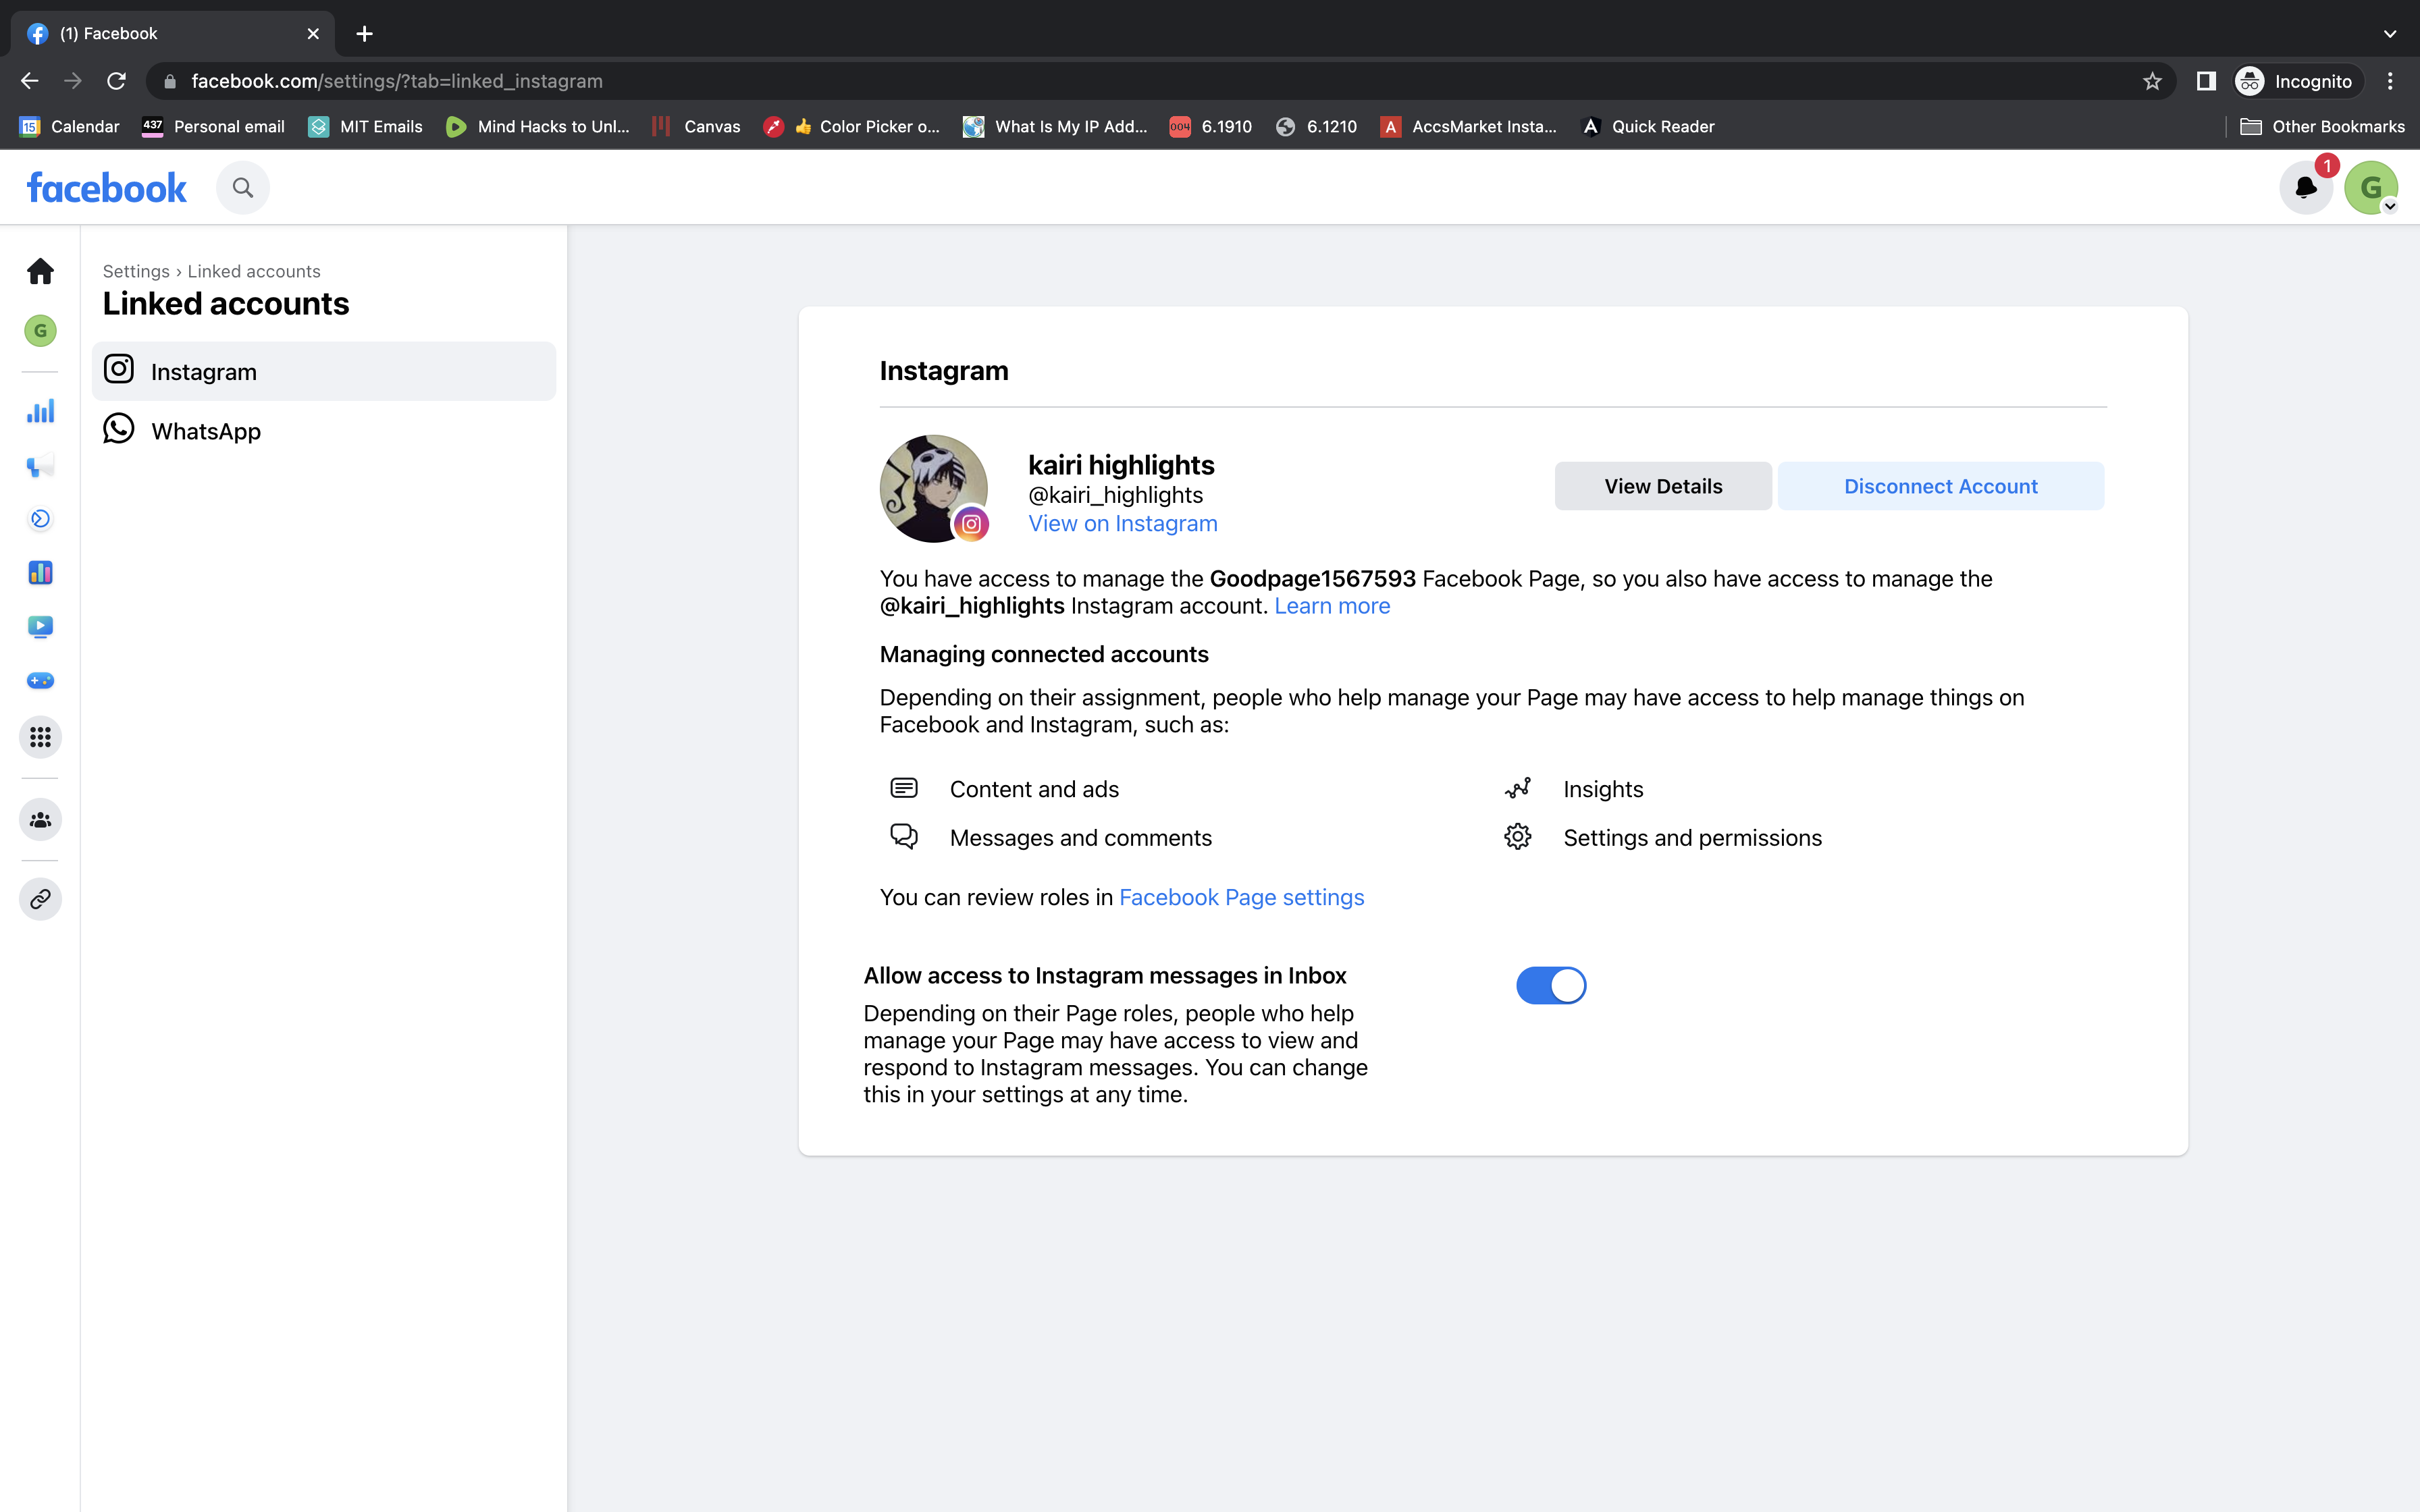 (1) Facebook
facebook.com/settings/?tab=linked_instagram
Incognito
15
Calendar
437
Personal email
MIT Emails
Mind Hacks to Unl...
Canvas
👍 Color Picker o...
What Is My IP Add...
004
6.1910
6.1210
A
AccsMarket Insta...
Quick Reader
Other Bookmarks
facebook
1
G
G
Settings › Linked accounts
Linked accounts
Instagram
WhatsApp
Instagram
kairi highlights
@kairi_highlights
View on Instagram
View Details
Disconnect Account
You have access to manage the Goodpage1567593 Facebook Page, so you also have access to manage the
@kairi_highlights Instagram account. Learn more
Managing connected accounts
Depending on their assignment, people who help manage your Page may have access to help manage things on
Facebook and Instagram, such as:
Content and ads
Insights
Messages and comments
Settings and permissions
You can review roles in Facebook Page settings
Allow access to Instagram messages in Inbox
Depending on their Page roles, people who help
manage your Page may have access to view and
respond to Instagram messages. You can change
this in your settings at any time.